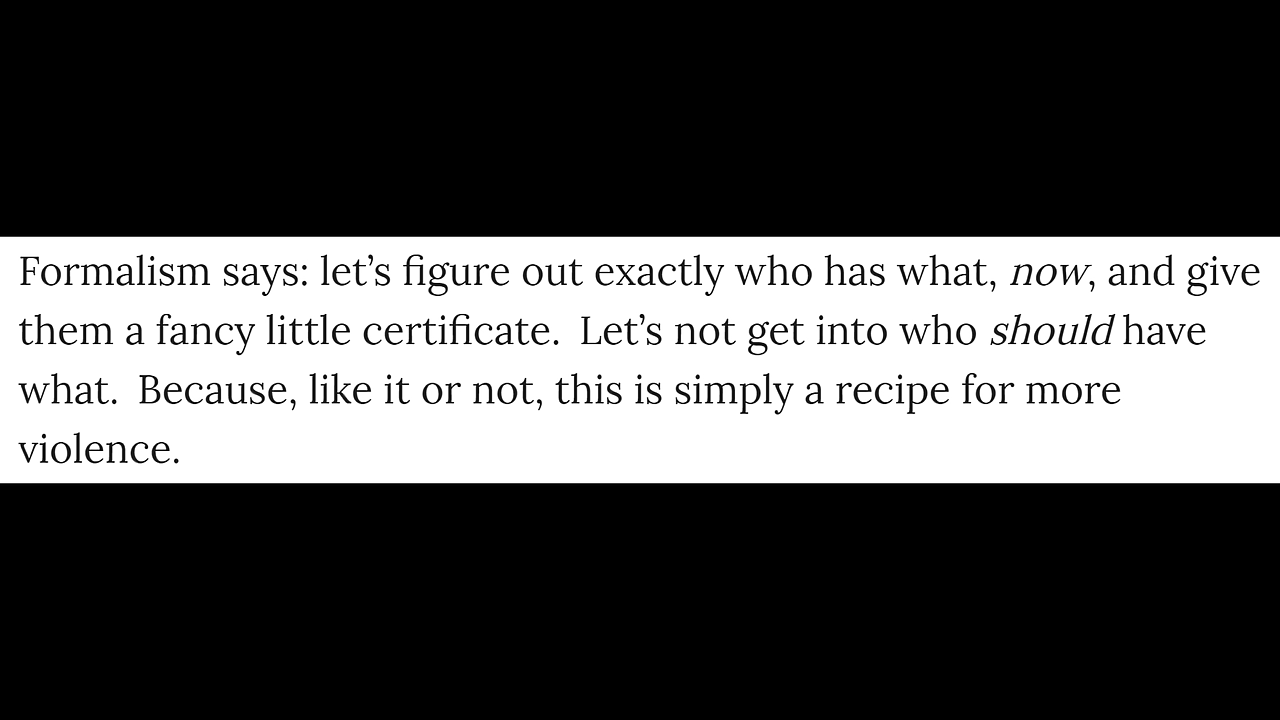 Formalism says: let’s figure out exactly who has what, now, and give
them a fancy little certificate.  Let’s not get into who should have
what.  Because, like it or not, this is simply a recipe for more
violence.